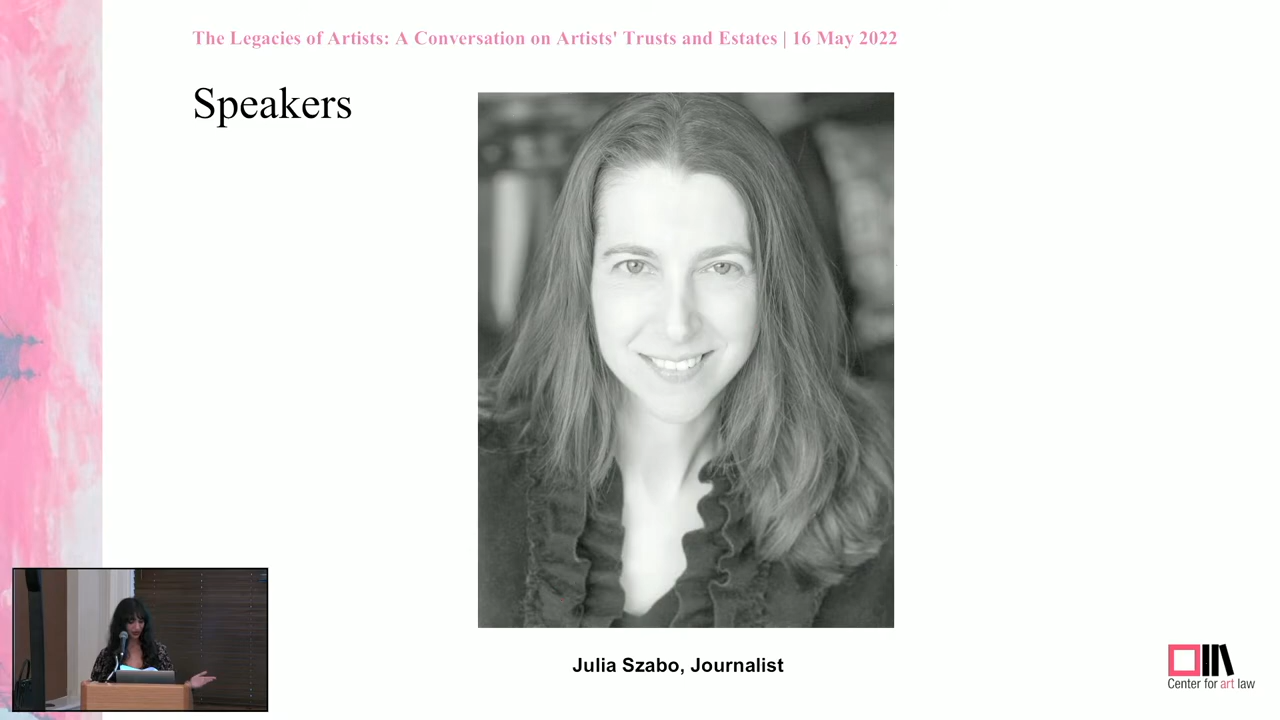 The Legacies of Artists: A Conversation on Artists' Trusts and Estates | 16 May 2022
Speakers
Julia Szabo, Journalist
Center for art law